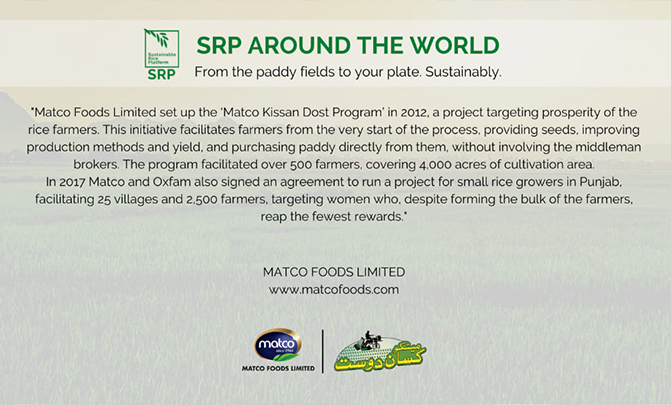 Sustainable
Rice
Platform
SRP
SRP AROUND THE WORLD
From the paddy fields to your plate. Sustainably.
"Matco Foods Limited set up the ‘Matco Kissan Dost Program’ in 2012, a project targeting prosperity of the
rice farmers. This initiative facilitates farmers from the very start of the process, providing seeds, improving
production methods and yield, and purchasing paddy directly from them, without involving the middleman
brokers. The program facilitated over 500 farmers, covering 4,000 acres of cultivation area.
In 2017 Matco and Oxfam also signed an agreement to run a project for small rice growers in Punjab,
facilitating 25 villages and 2,500 farmers, targeting women who, despite forming the bulk of the farmers,
reap the fewest rewards."
MATCO FOODS LIMITED
www.matcofoods.com
matco
since 1964
MATCO FOODS LIMITED
کسان دوست